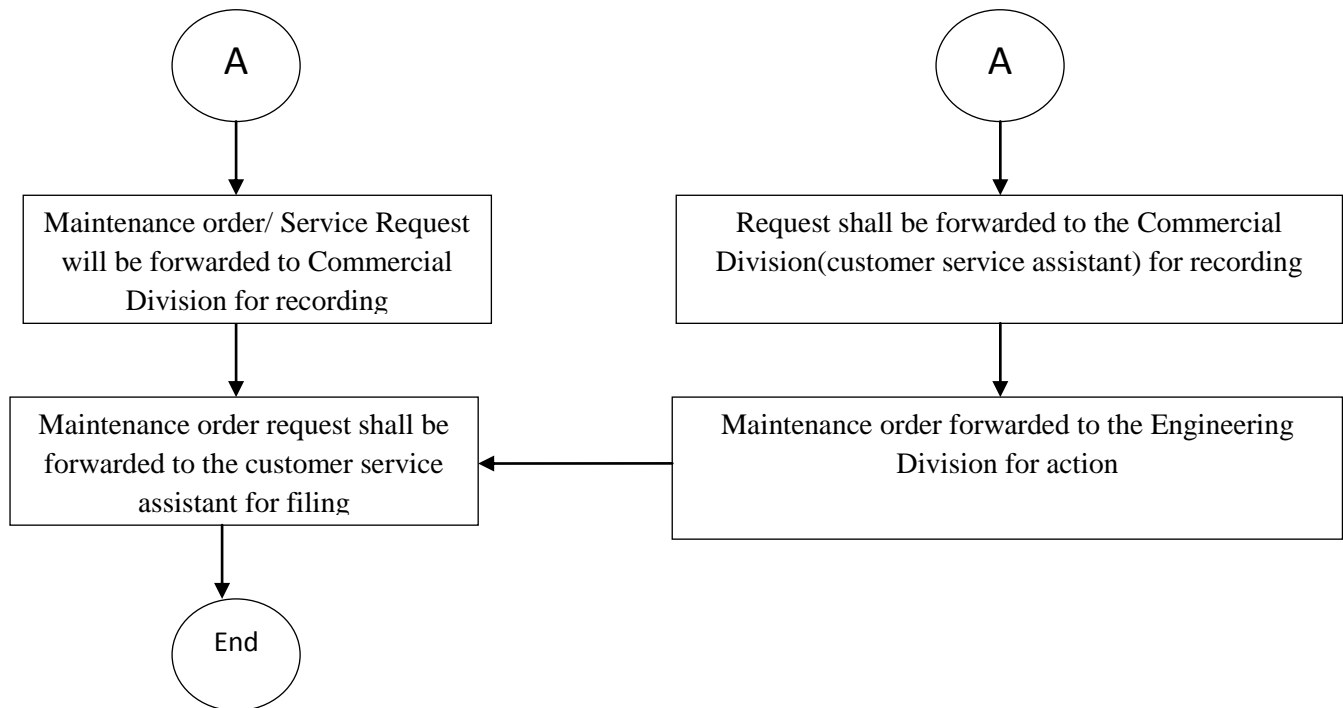 A
A
Maintenance order/ Service Request
will be forwarded to Commercial
Division for recording
Request shall be forwarded to the Commercial
Division(customer service assistant) for recording
Maintenance order request shall be
forwarded to the customer service
assistant for filing
Maintenance order forwarded to the Engineering
Division for action
End